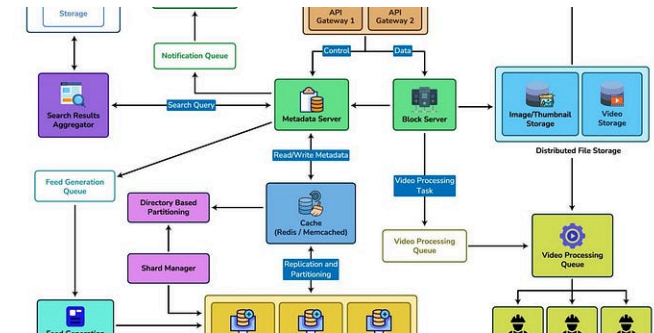 Storage
API
Gateway 1
API
Gateway 2
Notification Queue
Control
Data
Search Results
Aggregator
Search Query
Metadata Server
Block Server
Image/Thumbnail
Storage
Video
Storage
Distributed File Storage
Read/Write Metadata
Feed Generation
Queue
Directory Based
Partitioning
Cache
(Redis / Memcached)
Video Processing
Task
Video Processing
Queue
Video Processing
Queue
Shard Manager
Replication and
Partitioning
Feed Generation